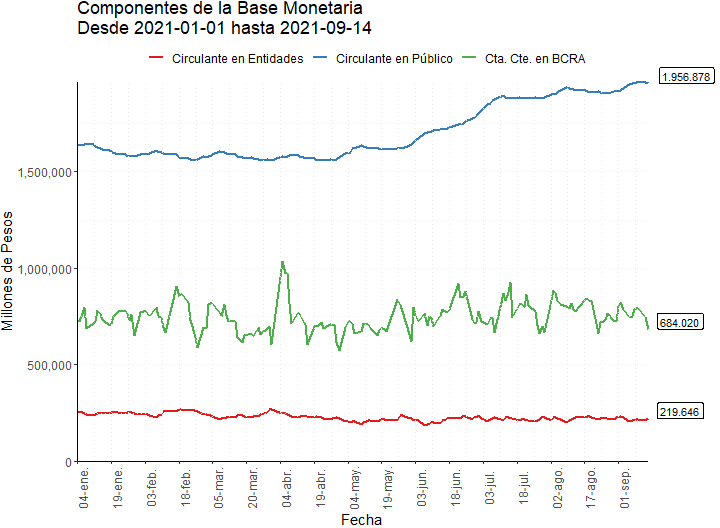 Componentes de la Base Monetaria
Desde 2021-01-01 hasta 2021-09-14
Circulante en Entidades Circulante en Público Cta. Cte. en BCRA
1.956.878
1,500,000
1,000,000
684.020
500,000
219.646
0
Millones de Pesos
04-ene. 19-ene. 03-feb. 18-feb. 05-mar. 20-mar. 04-abr. 19-abr. 04-may. 19-may. 03-jun. 18-jun. 03-jul. 18-jul. 02-ago. 17-ago. 01-sep.
Fecha